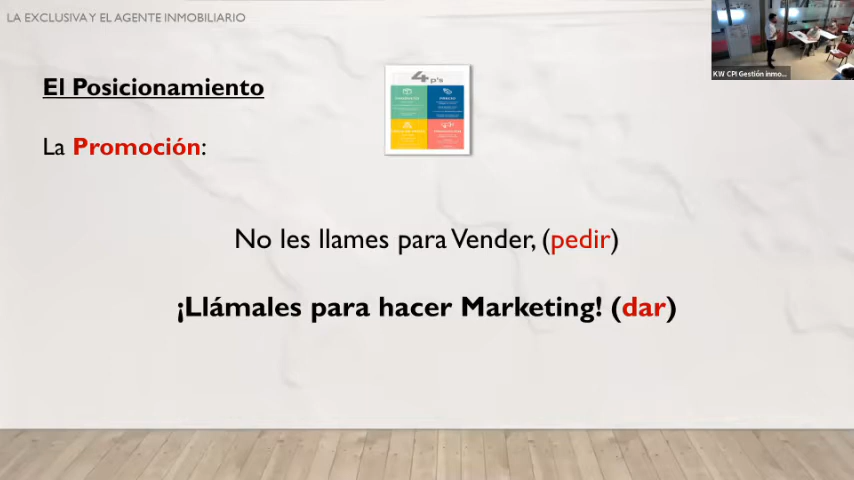 LA EXCLUSIVA Y EL AGENTE INMOBILIARIO
KW CPI Gestión inmo...
El Posicionamiento
4 p's
La Promoción:
No les llames para Vender, (pedir)
¡Llámales para hacer Marketing! (dar)